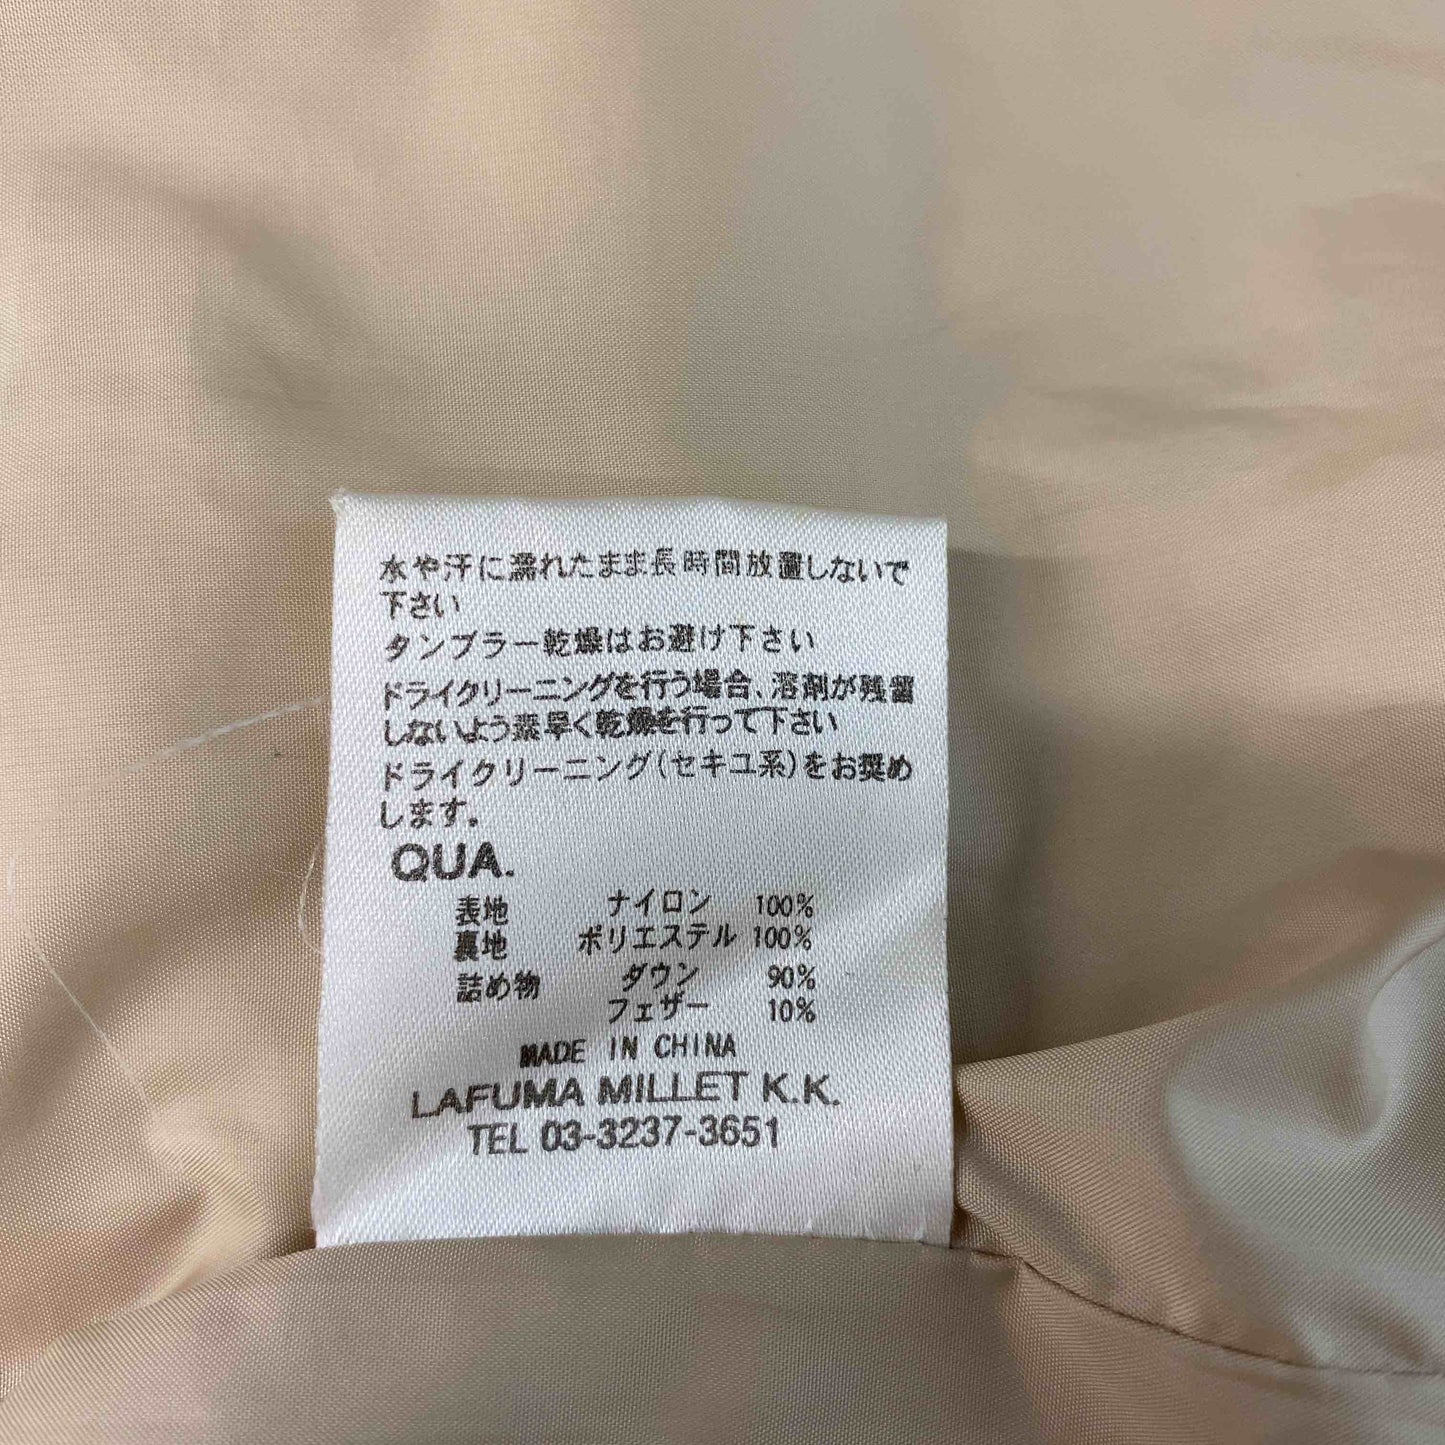 水や汗に濡れたまま長時間放置しないで
下さい
タンブラー乾燥はお避け下さい
ドライクリーニングを行う場合、溶剤が残留
しないよう蒸早く乾燥を行って下さい
ドライクリーニング(セキユ系)をお奨め
します。
QUA.
表地 ナイロン 100%
裏地 ポリエステル 100%
詰め物 ダウン 90%
フェザー 10%
MADE IN CHINA
LAFUMA MILLET K.K.
TEL 03-3237-3651